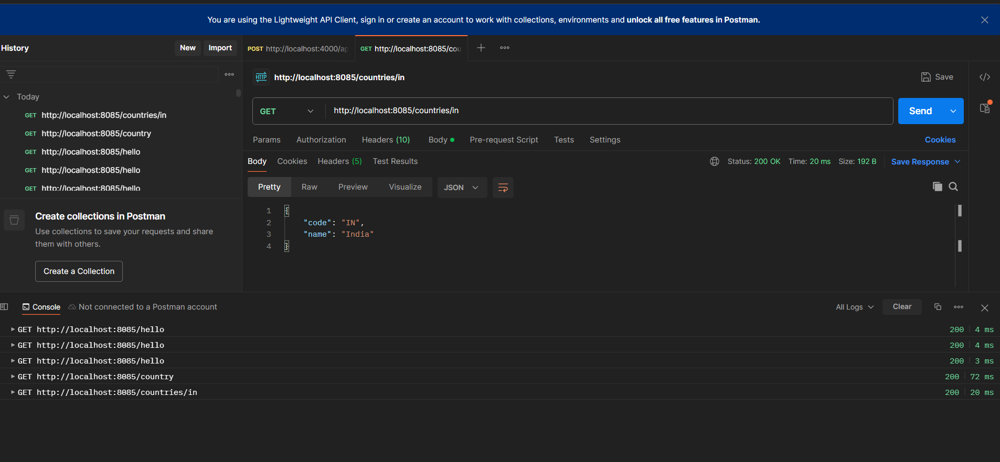 You are using the Lightweight API Client, sign in or create an account to work with collections, environments and unlock all free features in Postman.
History
New
Import
POST http://localhost:4000/ap
GET http://localhost:8085/cou
HTTP http://localhost:8085/countries/in
Save
Today
GET http://localhost:8085/countries/in
GET http://localhost:8085/country
GET http://localhost:8085/hello
GET http://localhost:8085/hello
GET http://localhost:8085/hello
Create collections in Postman
Use collections to save your requests and share
them with others.
Create a Collection
GET http://localhost:8085/countries/in
Send
Params Authorization Headers (10) Body Pre-request Script Tests Settings Cookies
Body Cookies Headers (5) Test Results Status: 200 OK Time: 20 ms Size: 192 B Save Response
Pretty Raw Preview Visualize JSON
1 {
2 "code": "IN",
3 "name": "India"
4 }
Console Not connected to a Postman account All Logs Clear
GET http://localhost:8085/hello 200 4 ms
GET http://localhost:8085/hello 200 4 ms
GET http://localhost:8085/hello 200 3 ms
GET http://localhost:8085/country 200 72 ms
GET http://localhost:8085/countries/in 200 20 ms